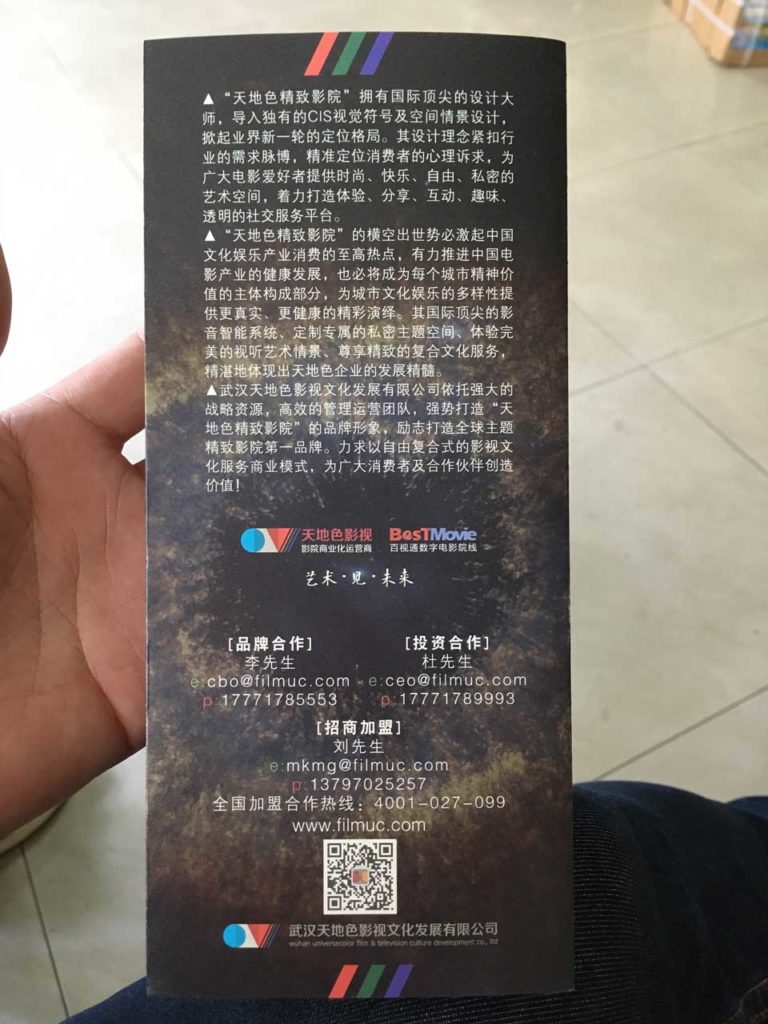 ▲“天地色精致影院”拥有国际顶尖的设计大
师，导入独有的CIS视觉符号及空间情景设计，
掀起业界新一轮的定位格局。其设计理念紧扣行
业的需求脉博，精准定位消费者的心理诉求，为
广大电影爱好者提供时尚、快乐、自由、私密的
艺术空间，着力打造体验、分享、互动、趣味、
透明的社交服务平台。
▲“天地色精致影院”的横空出世势必激起中国
文化娱乐产业消费的至高热点，有力推进中国电
影产业的健康发展，也必将成为每个城市精神价
值的主体构成部分，为城市文化娱乐的多样性提
供更真实、更健康的精彩演绎。其国际顶尖的影
音智能系统、定制专属的私密主题空间、体验完
美的视听艺术情景、尊享精致的复合文化服务，
精湛地体现出天地色企业的发展精髓。
▲武汉天地色影视文化发展有限公司依托强大的
战略资源，高效的管理运营团队，强势打造“天
地色精致影院”的品牌形象，励志打造全球主题
精致影院第一品牌。力求以自由复合式的影视文
化服务商业模式，为广大消费者及合作伙伴创造
价值！
天地色影视 BesTMovie
影院商业化运营商 百视通数字电影院线
艺术·见·未来
[品牌合作] [投资合作]
李先生 杜先生
e:cbo@filmuc.com e:ceo@filmuc.com
p:17771785553 p:17771789993
[招商加盟]
刘先生
e:mkmg@filmuc.com
p:13797025257
全国加盟合作热线：4001-027-099
www.filmuc.com
武汉天地色影视文化发展有限公司
wuhan universecolor film & television culture development co., ltd